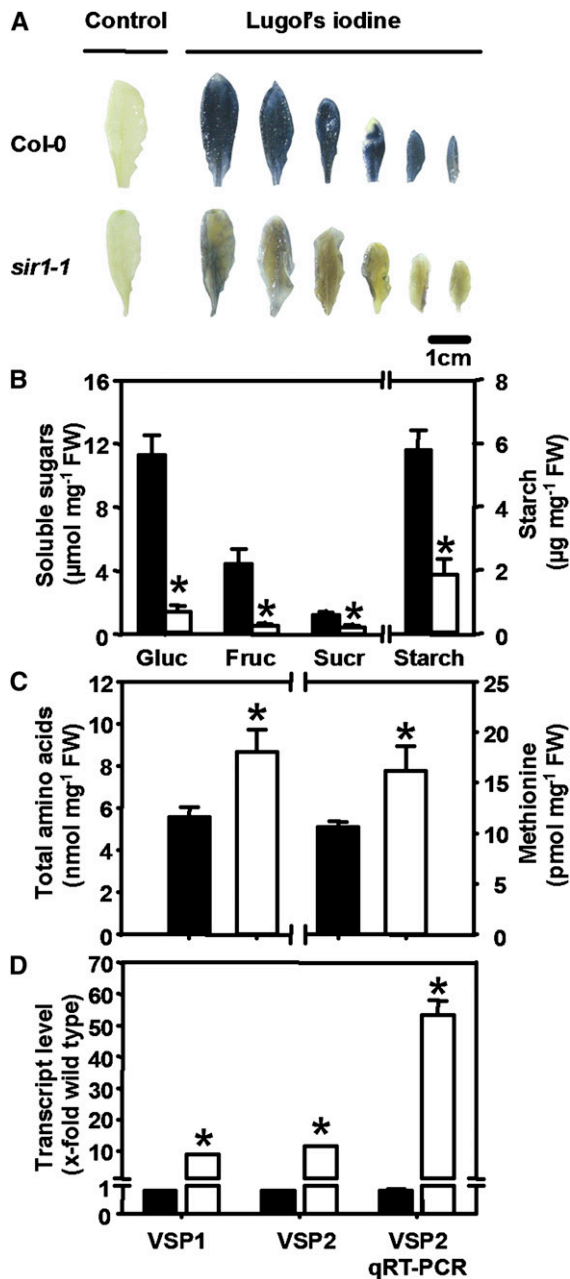 A
Control
Lugol's iodine
Col-0
sir1-1
1cm
B
Soluble sugars
(µmol mg-1 FW)
16
12
8
4
0
Starch
(µg mg-1 FW)
8
6
4
2
0
*
*
*
*
Gluc
Fruc
Sucr
Starch
C
Total amino acids
(nmol mg-1 FW)
12
10
8
6
4
2
0
Methionine
(pmol mg-1 FW)
25
20
15
10
5
0
*
*
D
Transcript level
(x-fold wild type)
70
60
50
40
30
20
10
1
0
*
*
*
VSP1
VSP2
VSP2
qRT-PCR